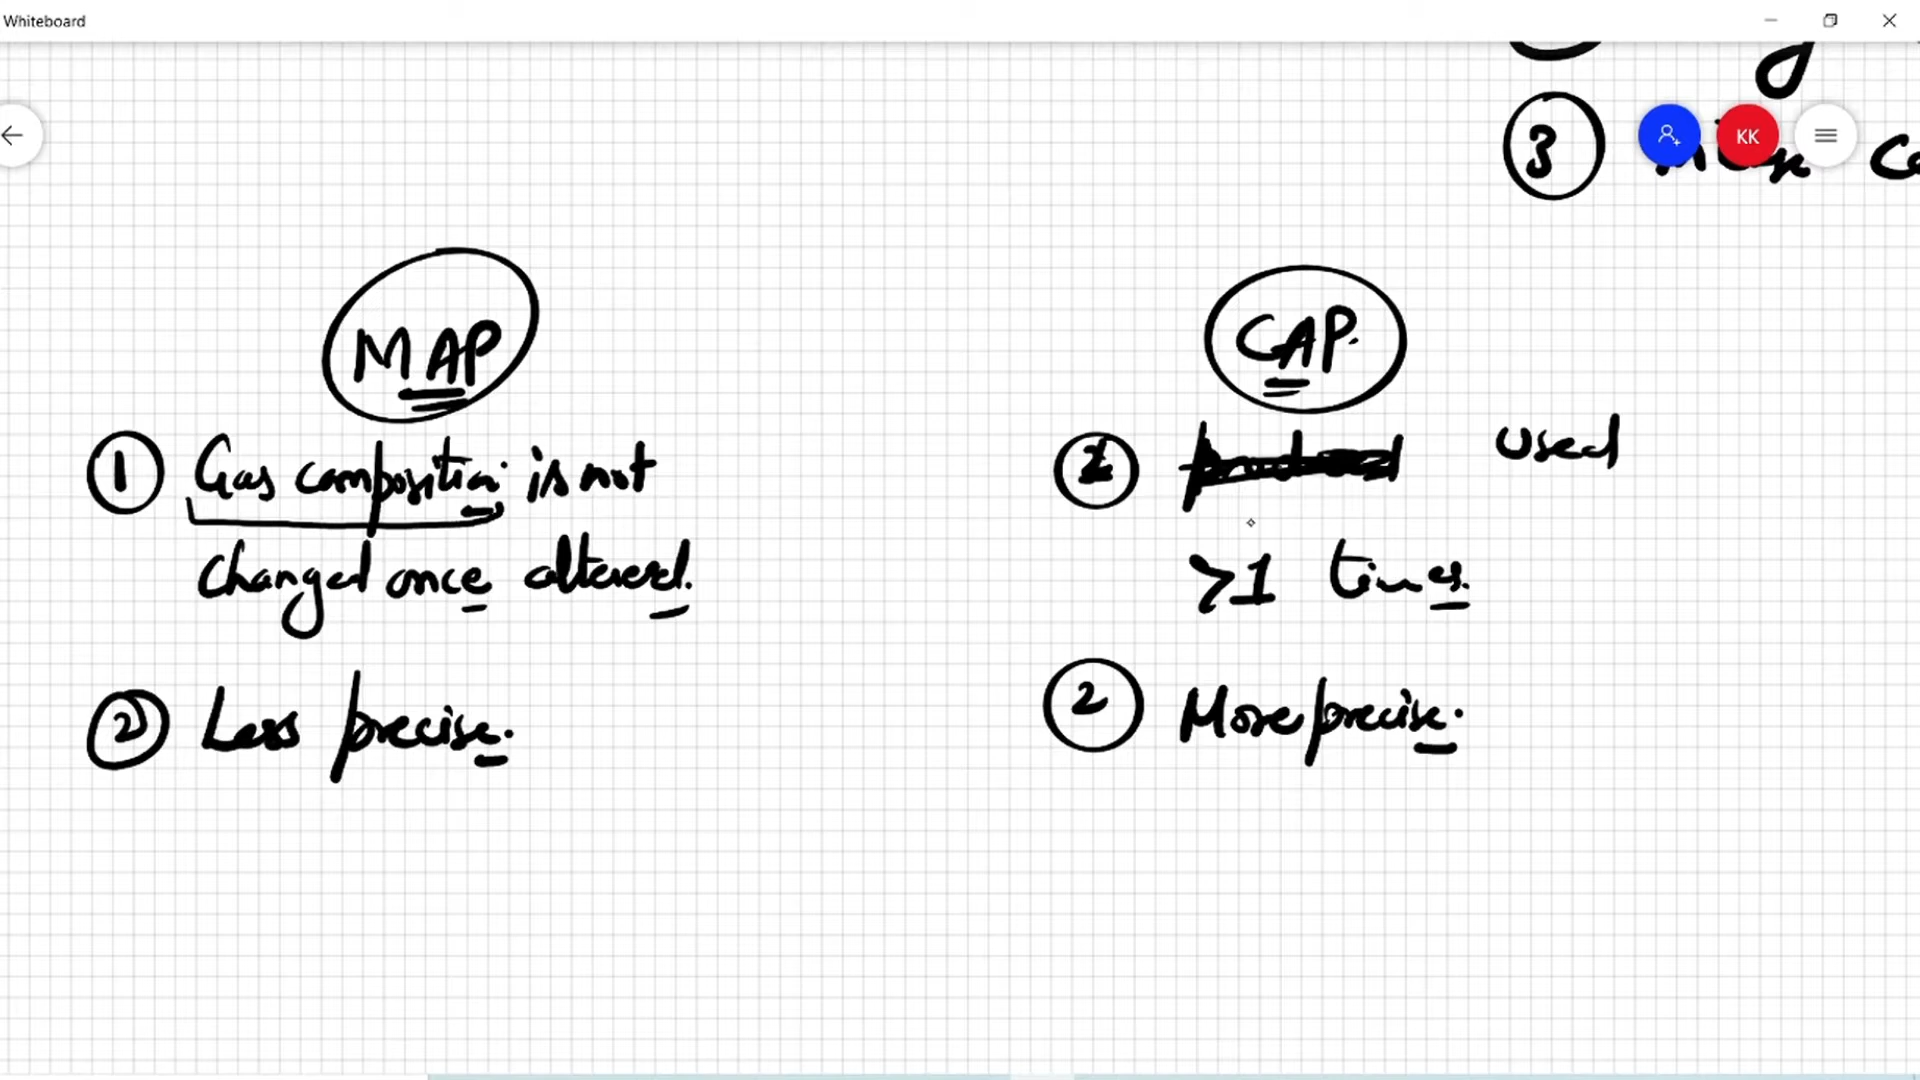 Whiteboard
3
KK
MAP
CAP.
① Gas composition is not
changed once altered.
② Less precise.
used
>1 times.
② More precise.